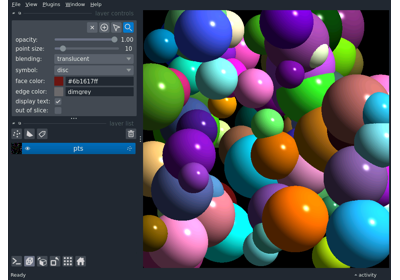 File View Plugins Window Help
layer controls
opacity: 1.00
point size: 10
blending: translucent
symbol: disc
face color: #6b1617ff
edge color: dimgrey
display text:
out of slice:
layer list
pts
activity